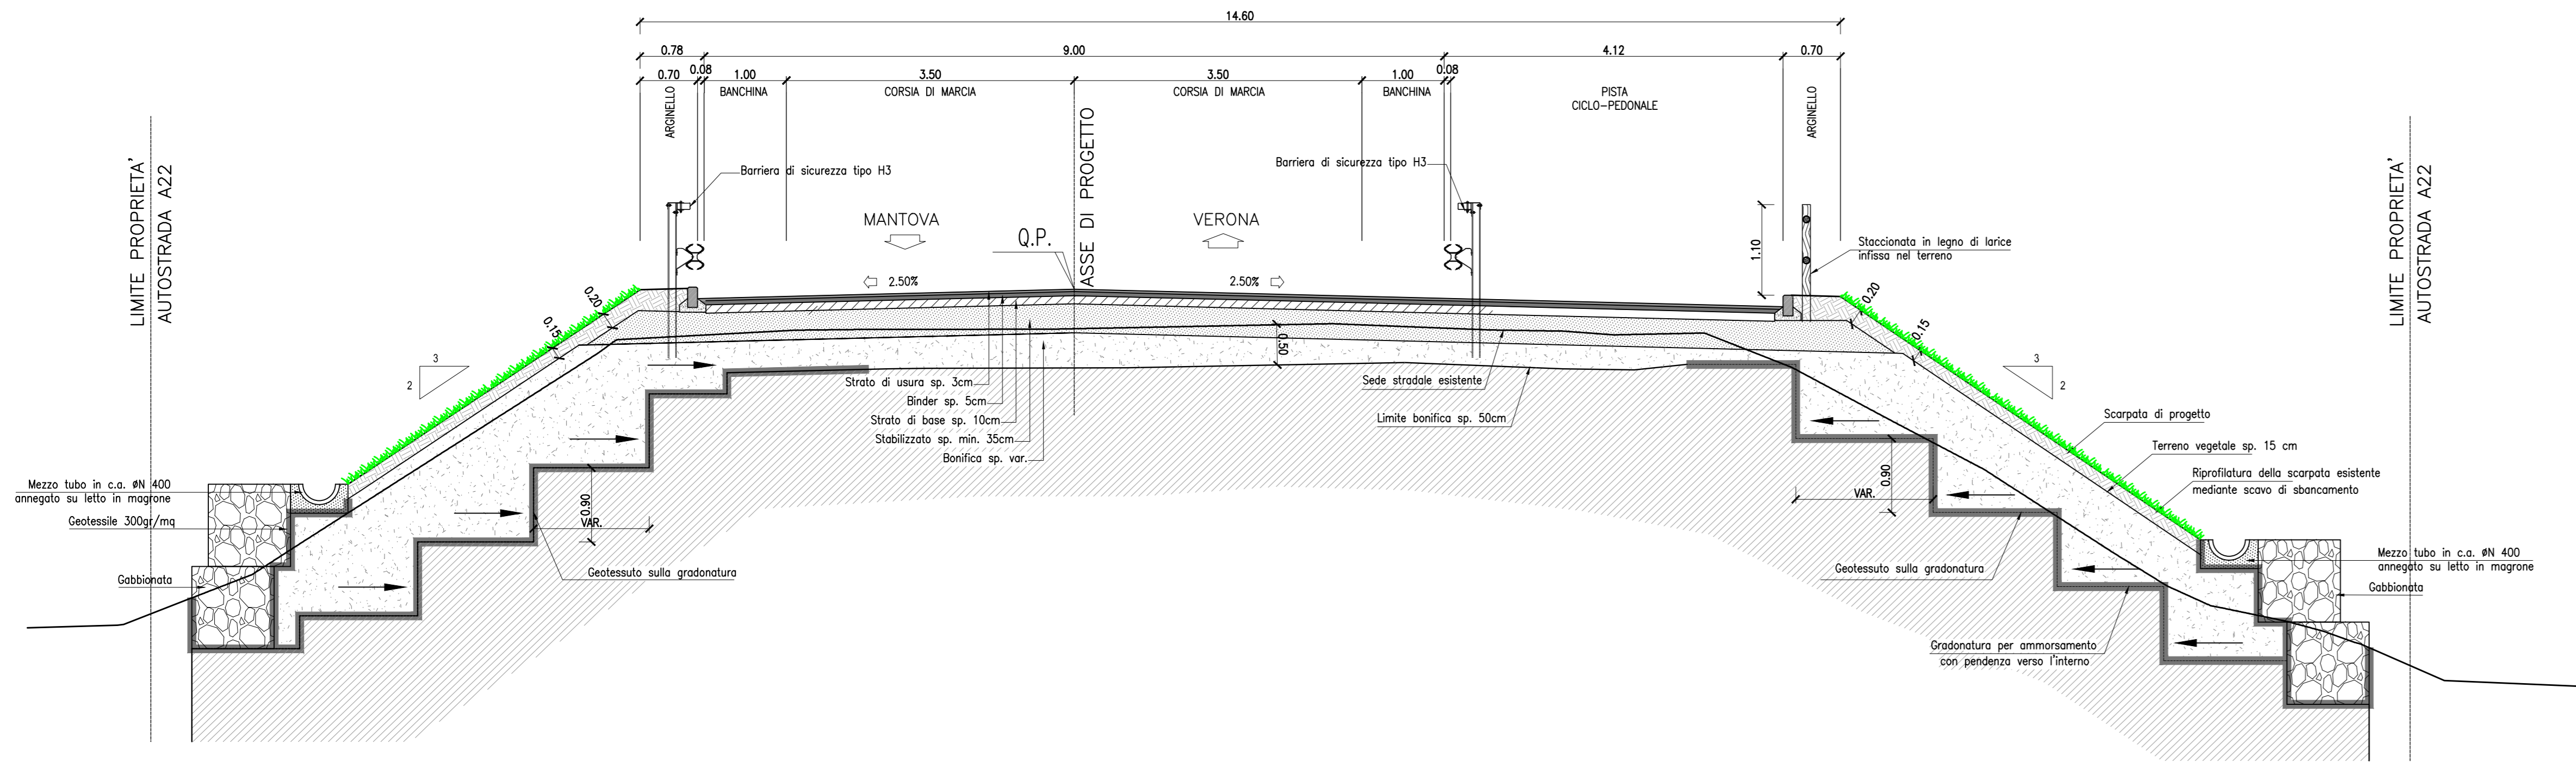 14.60
0.78
9.00
4.12
0.70
0.70
0.08
1.00
3.50
3.50
1.00
0.08
ARGINELLO
BANCHINA
CORSIA DI MARCIA
CORSIA DI MARCIA
BANCHINA
PISTA
CICLO-PEDONALE
ARGINELLO
LIMITE PROPRIETA'
AUTOSTRADA A22
ASSE DI PROGETTO
LIMITE PROPRIETA'
AUTOSTRADA A22
Barriera di sicurezza tipo H3
Barriera di sicurezza tipo H3
MANTOVA
VERONA
Q.P.
1.10
Staccionata in legno di larice
infissa nel terreno
2.50%
2.50%
0.20
0.15
0.20
0.15
0.50
3
2
3
2
Strato di usura sp. 3cm
Binder sp. 5cm
Strato di base sp. 10cm
Stabilizzato sp. min. 35cm
Bonifica sp. var.
Sede stradale esistente
Limite bonifica sp. 50cm
Scarpata di progetto
Terreno vegetale sp. 15 cm
Riprofilatura della scarpata esistente
mediante scavo di sbancamento
Mezzo tubo in c.a. øN 400
annegato su letto in magrone
Geotessile 300gr/mq
Gabbionata
0.90
VAR.
Geotessuto sulla gradonatura
0.90
VAR.
Geotessuto sulla gradonatura
Mezzo tubo in c.a. øN 400
annegato su letto in magrone
Gabbionata
Gradonatura per ammorsamento
con pendenza verso l'interno